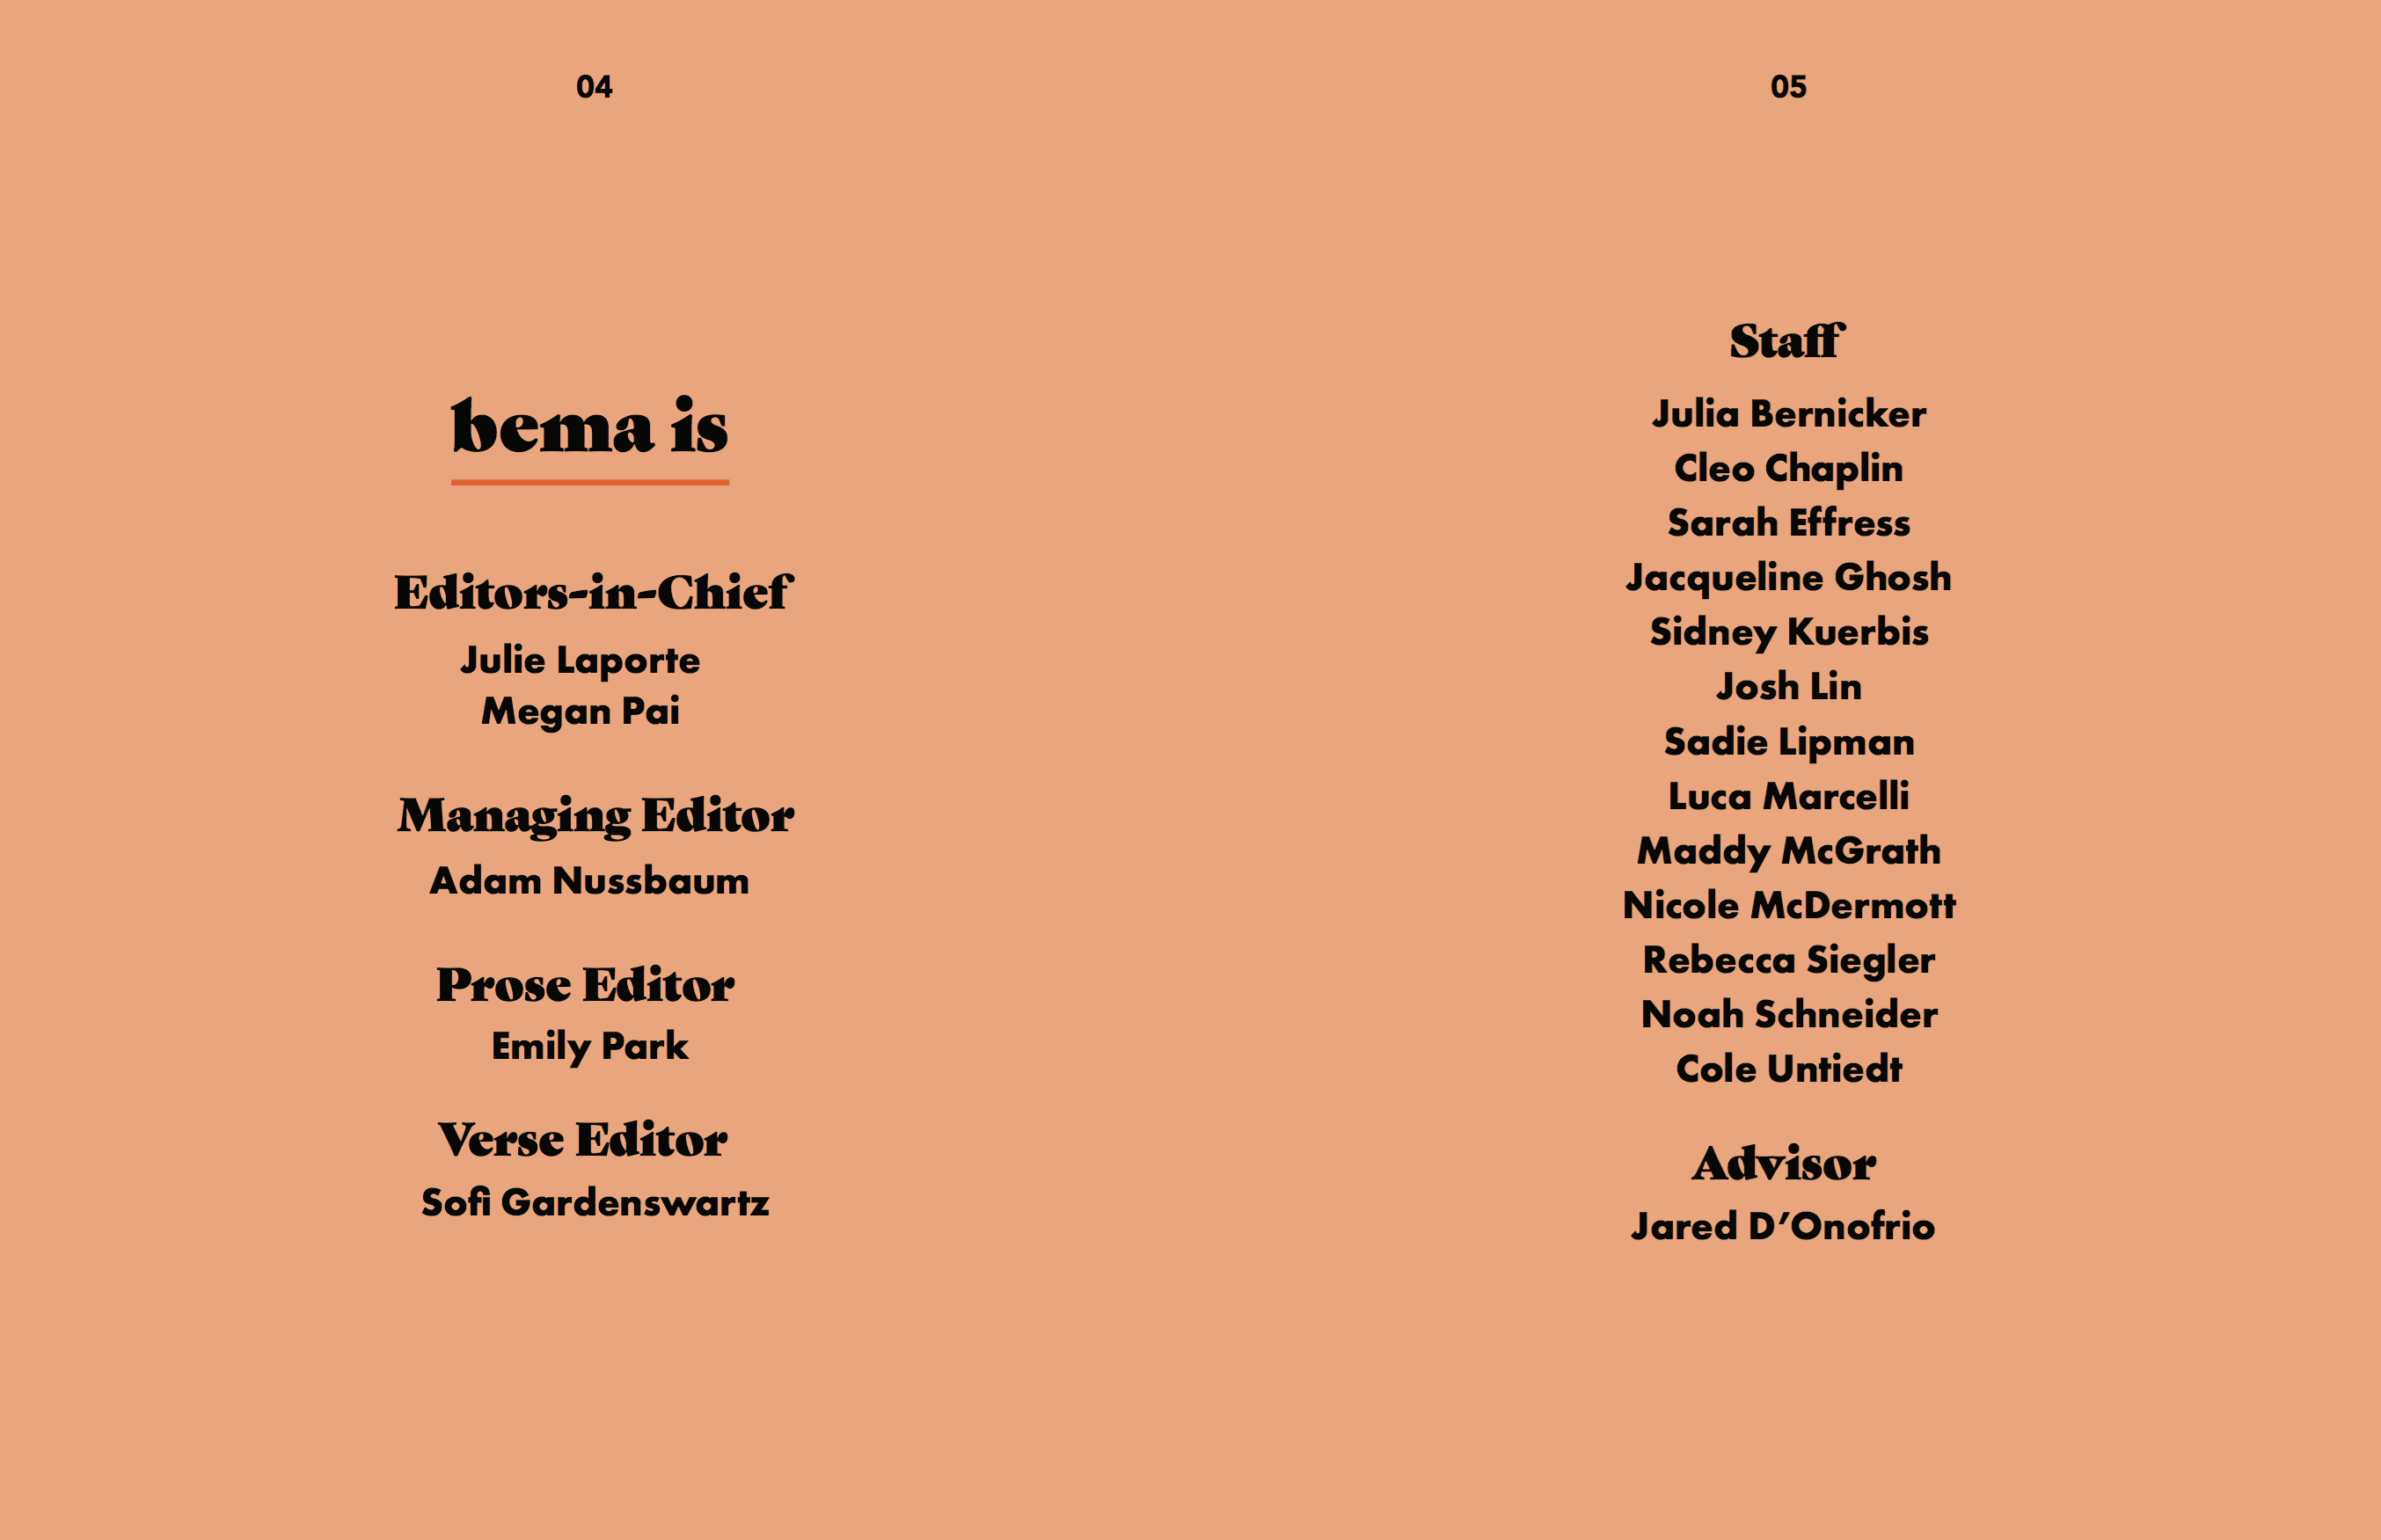 04
bema is
Editors-in-Chief
Julie Laporte
Megan Pai
Managing Editor
Adam Nussbaum
Prose Editor
Emily Park
Verse Editor
Sofi Gardenswartz
05
Staff
Julia Bernicker
Cleo Chaplin
Sarah Effress
Jacqueline Ghosh
Sidney Kuerbis
Josh Lin
Sadie Lipman
Luca Marcelli
Maddy McGrath
Nicole McDermott
Rebecca Siegler
Noah Schneider
Cole Untiedt
Advisor
Jared D’Onofrio